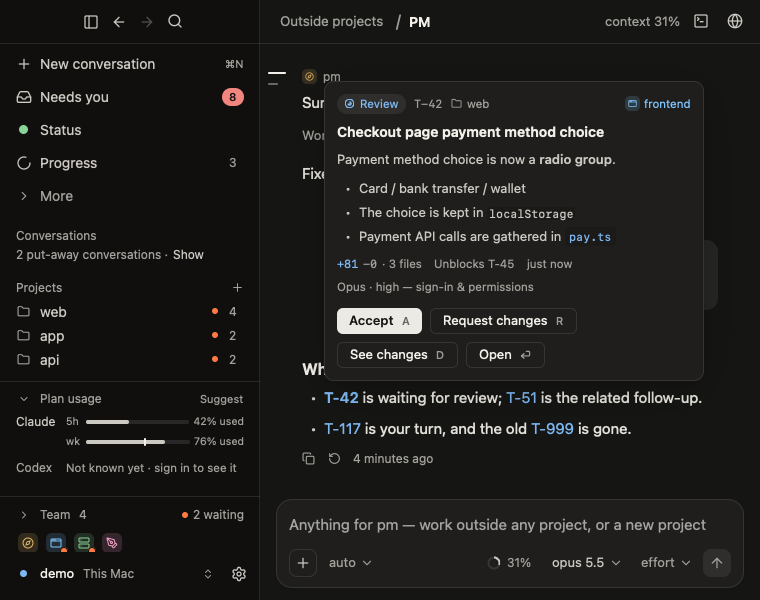 Outside projects / PM
context 31%
New conversation ⌘N
Needs you 8
Status
Progress 3
More
Conversations
2 put-away conversations · Show
Projects +
web 4
app 2
api 2
Plan usage Suggest
Claude 5h 42% used
wk 76% used
Codex Not known yet · sign in to see it
Team 4 2 waiting
demo This Mac
pm
Review T-42 web frontend
Checkout page payment method choice
Payment method choice is now a radio group.
• Card / bank transfer / wallet
• The choice is kept in localStorage
• Payment API calls are gathered in pay.ts
+81 −0 · 3 files Unblocks T-45 just now
Opus · high — sign-in & permissions
Accept A Request changes R
See changes D Open ⏎
• T-42 is waiting for review; T-51 is the related follow-up.
• T-117 is your turn, and the old T-999 is gone.
4 minutes ago
Anything for pm — work outside any project, or a new project
+ auto 31% opus 5.5 effort